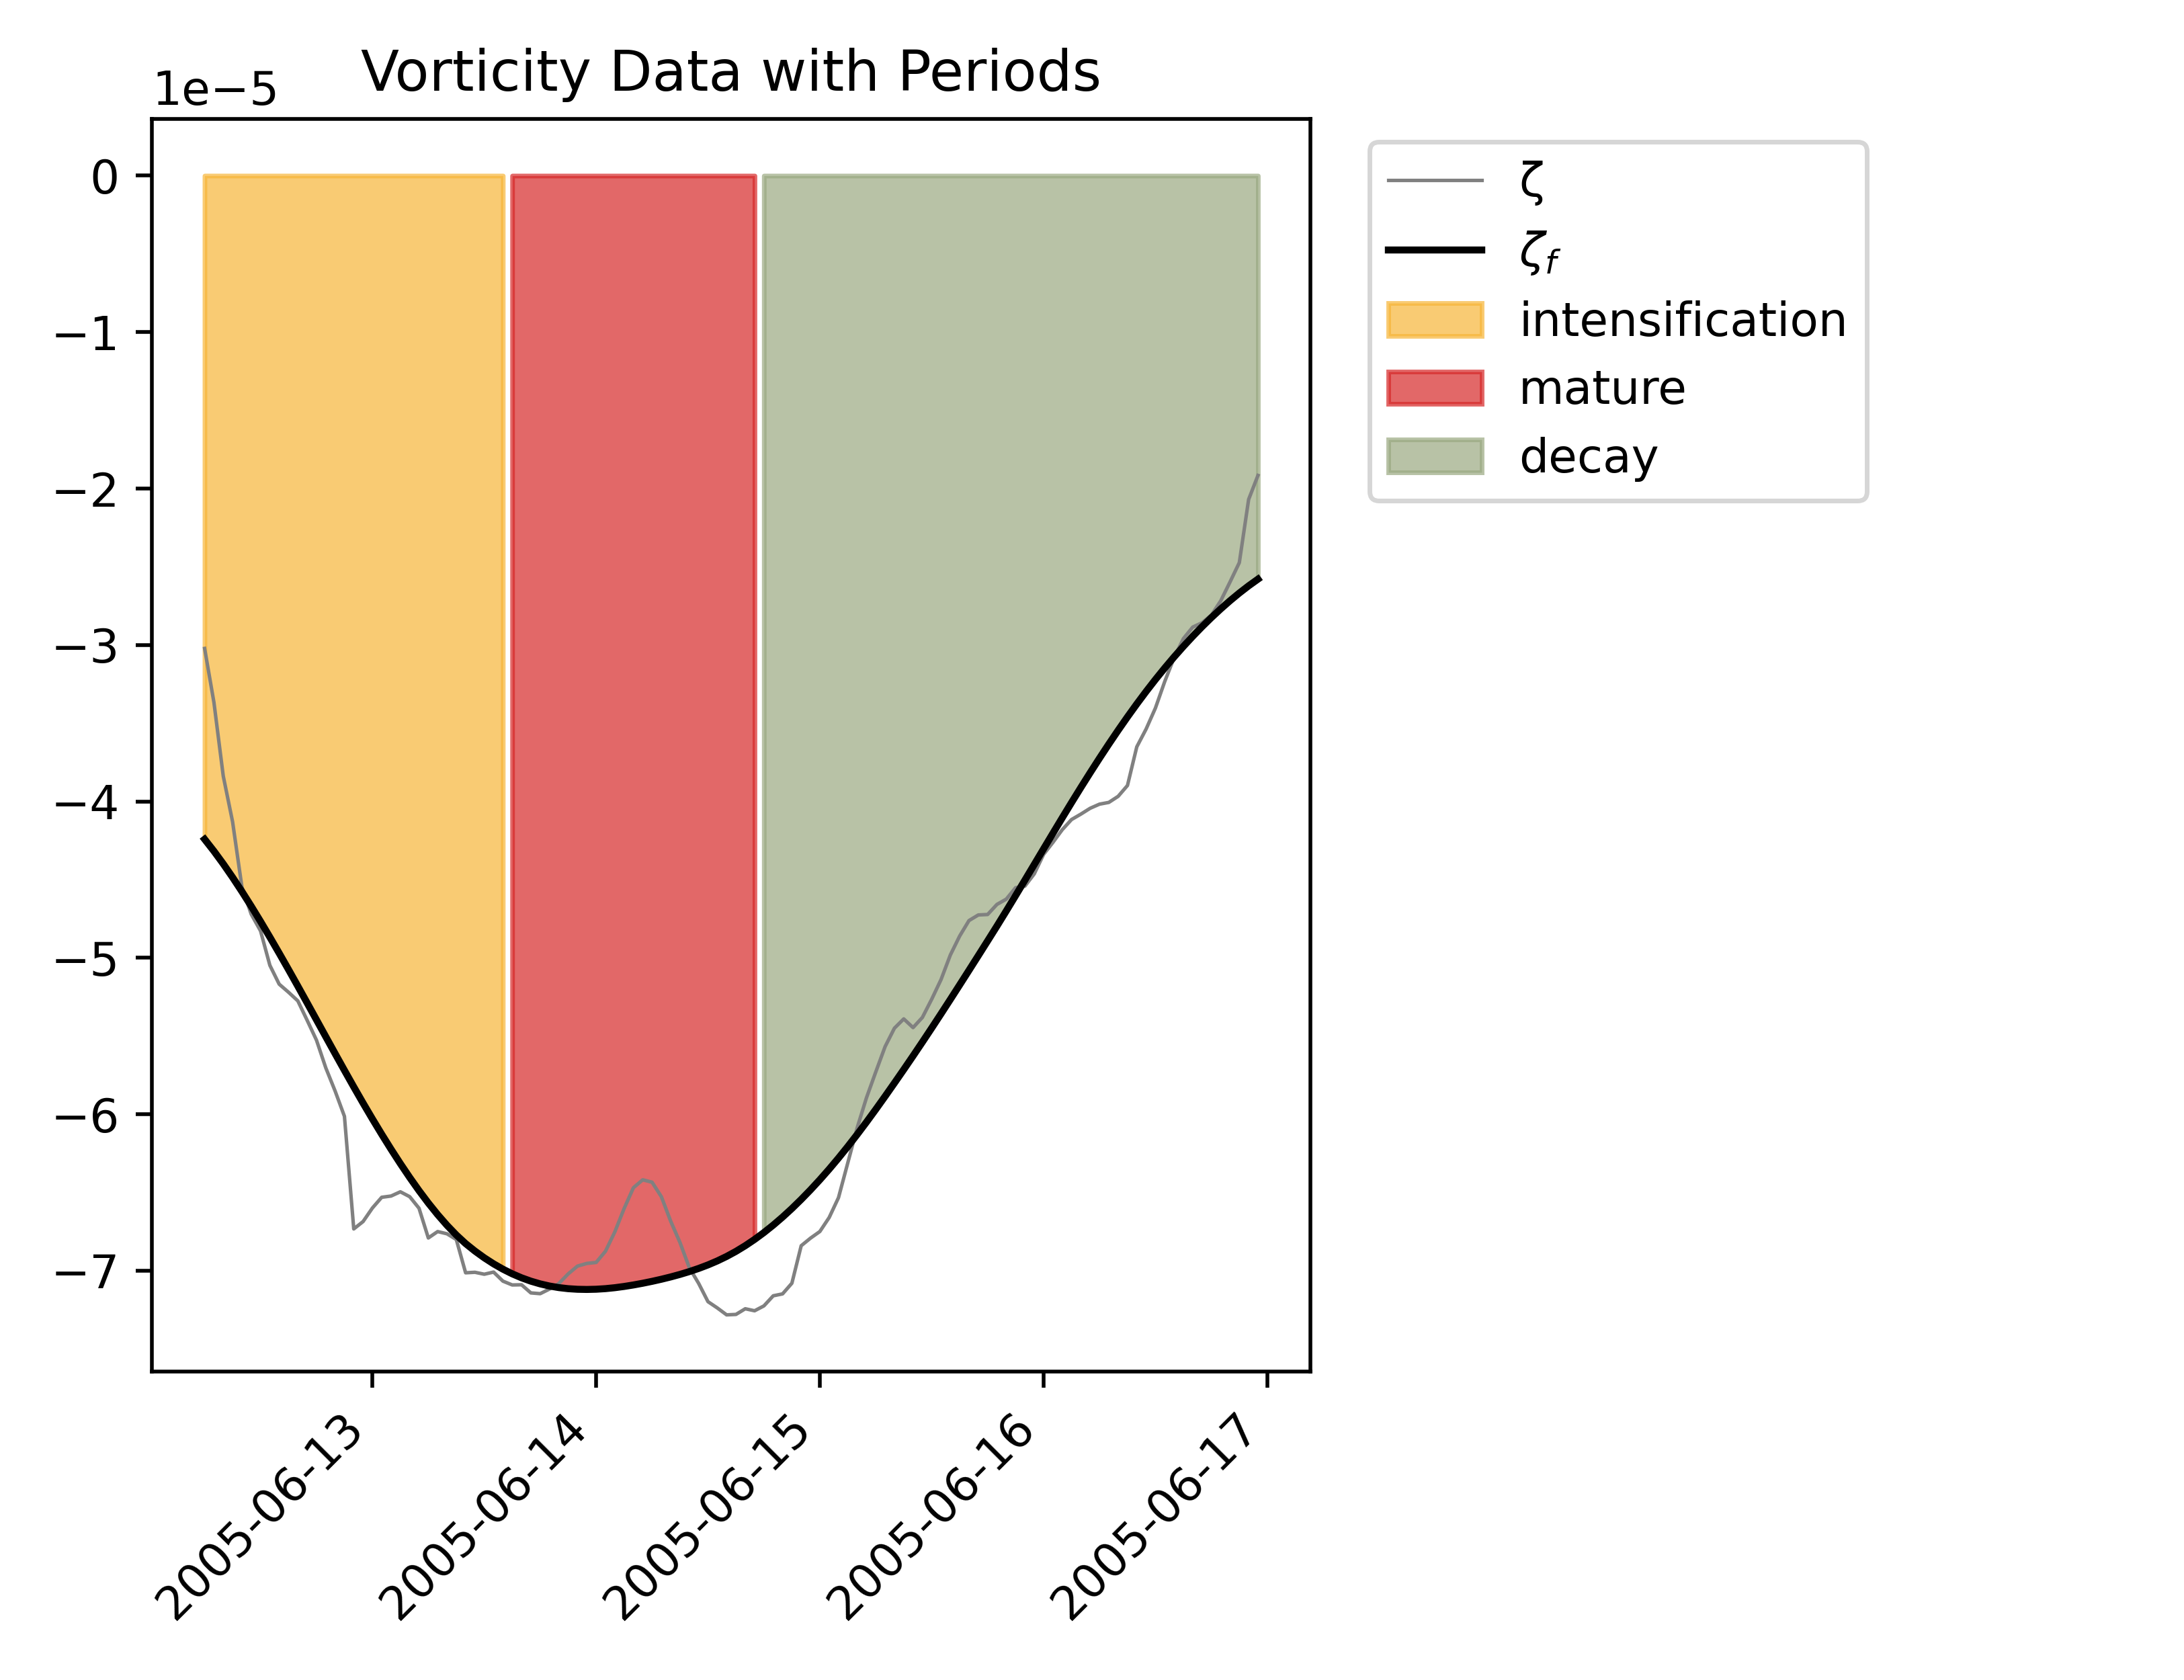 Vorticity Data with Periods
1e−5
0
−1
−2
−3
−4
−5
−6
−7
2005-06-13
2005-06-14
2005-06-15
2005-06-16
2005-06-17
ζ
ζf
intensification
mature
decay